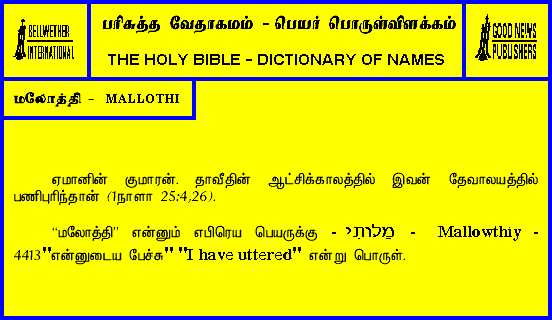 BELLWETHER
INTERNATIONAL
பரிசுத்த வேதாகமம் - பெயர் பொருள்விளக்கம்
THE HOLY BIBLE - DICTIONARY OF NAMES
GOOD NEWS
PUBLISHERS
மலோத்தி - MALLOTHI
ஏமானின் குமாரன். தாவீதின் ஆட்சிக்காலத்தில் இவன் தேவாலயத்தில்
பணிபுரிந்தான் (1நாளா 25:4,26).
“மலோத்தி” என்னும் எபிரெய பெயருக்கு - מַלּוֹתִי - Mallowthiy -
4413"என்னுடைய பேச்சு" "I have uttered" என்று பொருள்.